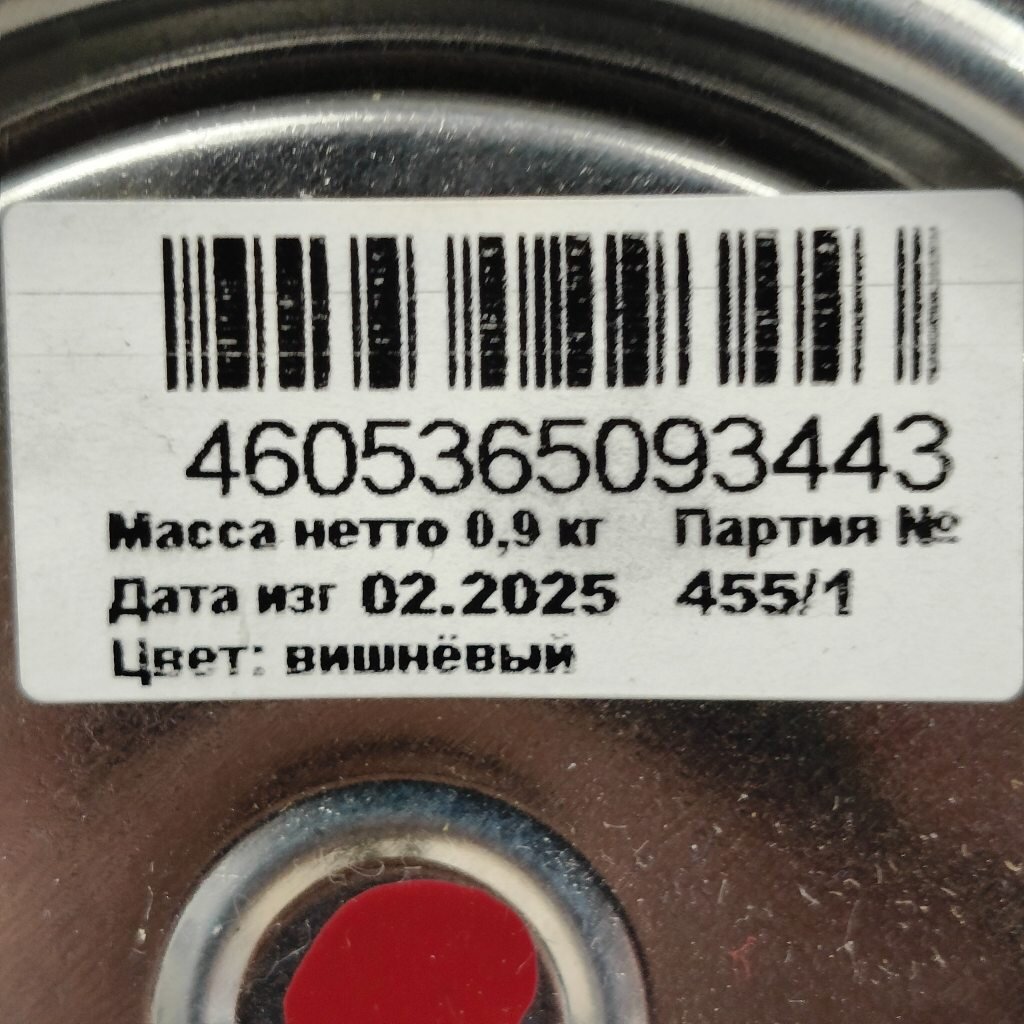 4605365093443
Масса нетто 0,9 кг Партия №
Дата изг 02.2025 455/1
Цвет: вишнёвый